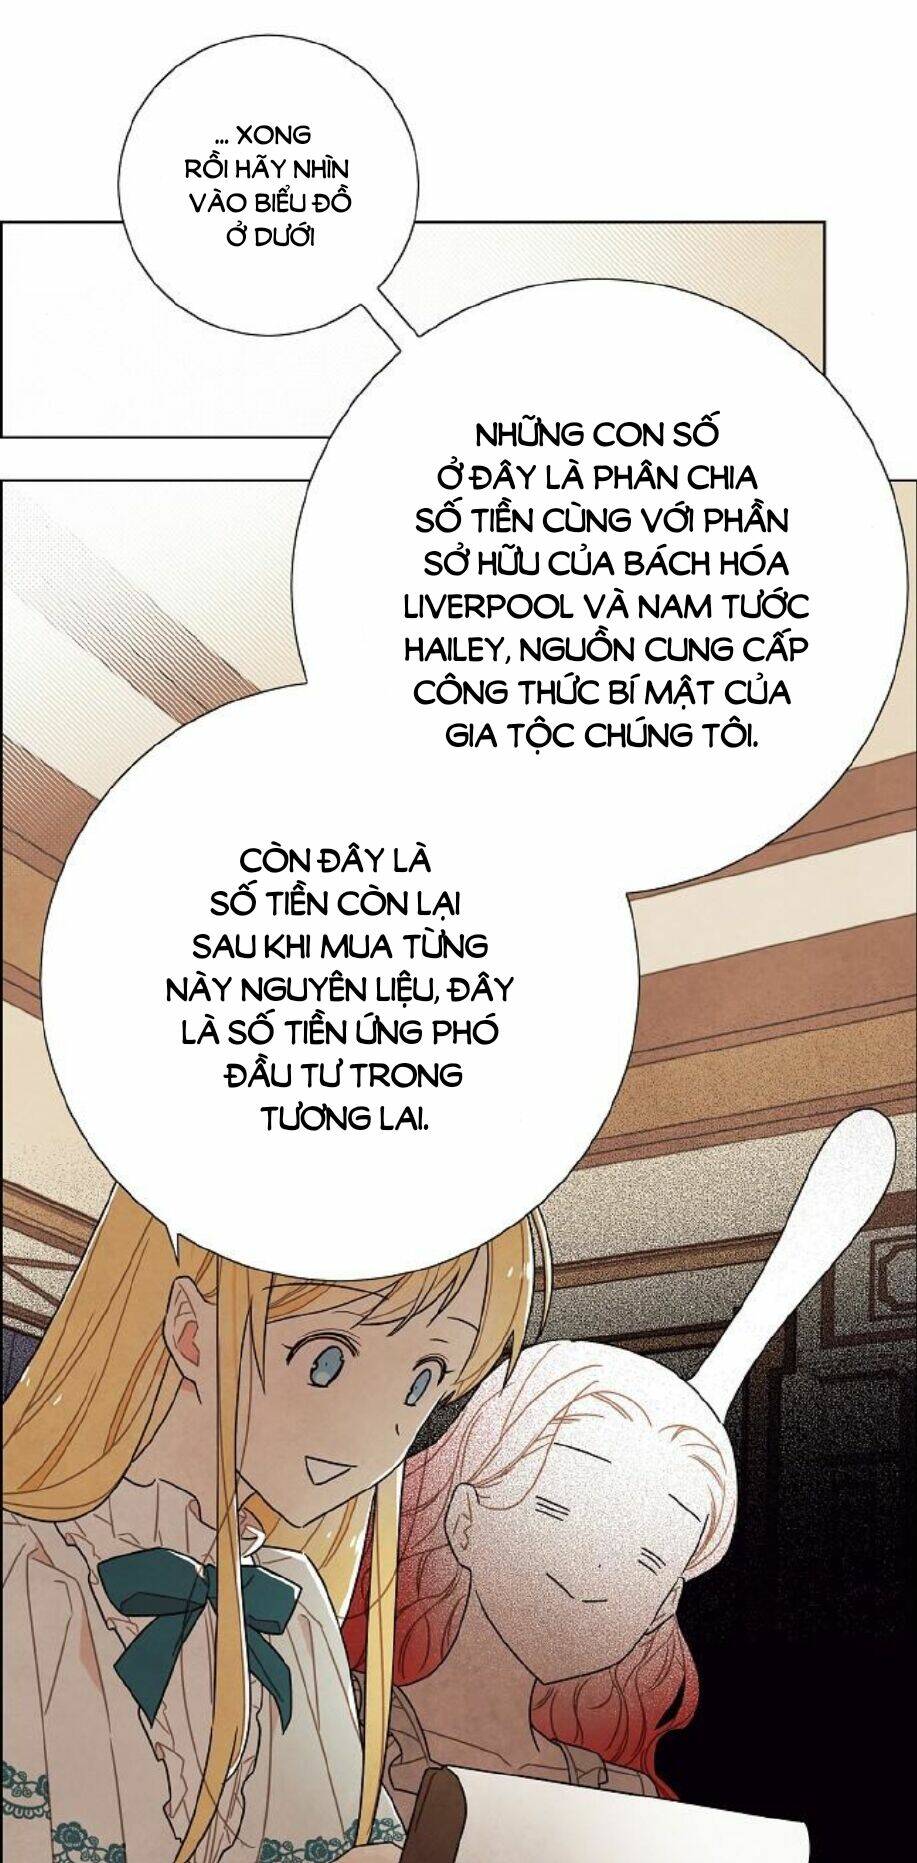 ... XONG
RỒI HÃY NHÌN
VÀO BIỂU ĐỒ
Ở DƯỚI
NHỮNG CON SỐ
Ở ĐÂY LÀ PHÂN CHIA
SỐ TIỀN CÙNG VỚI PHẦN
SỞ HỮU CỦA BÁCH HÓA
LIVERPOOL VÀ NAM TƯỚC
HAILEY, NGUỒN CUNG CẤP
CÔNG THỨC BÍ MẬT CỦA
GIA TỘC CHÚNG TÔI.
CÒN ĐÂY LÀ
SỐ TIỀN CÒN LẠI
SAU KHI MUA TỪNG
NÀY NGUYÊN LIỆU, ĐÂY
LÀ SỐ TIỀN ỨNG PHÓ
ĐẦU TƯ TRONG
TƯƠNG LAI.